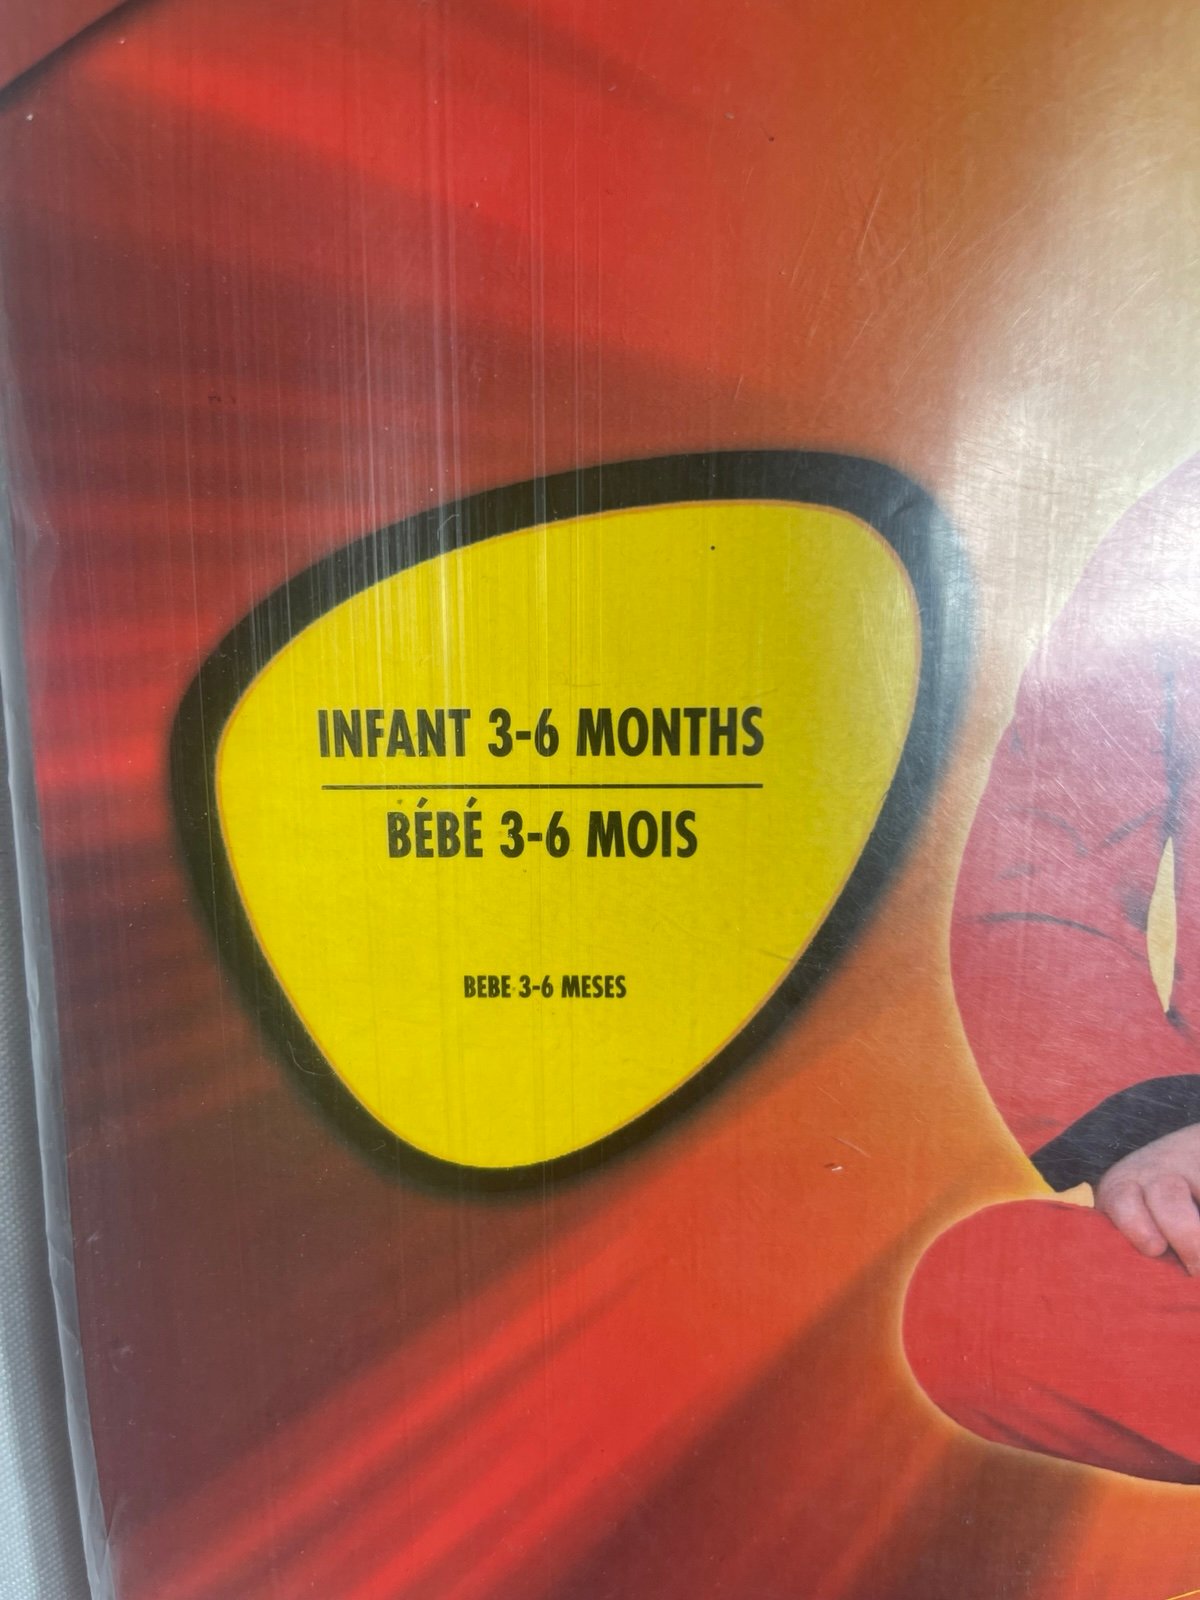 INFANT 3-6 MONTHS
BÉBÉ 3-6 MOIS
BEBE 3-6 MESES